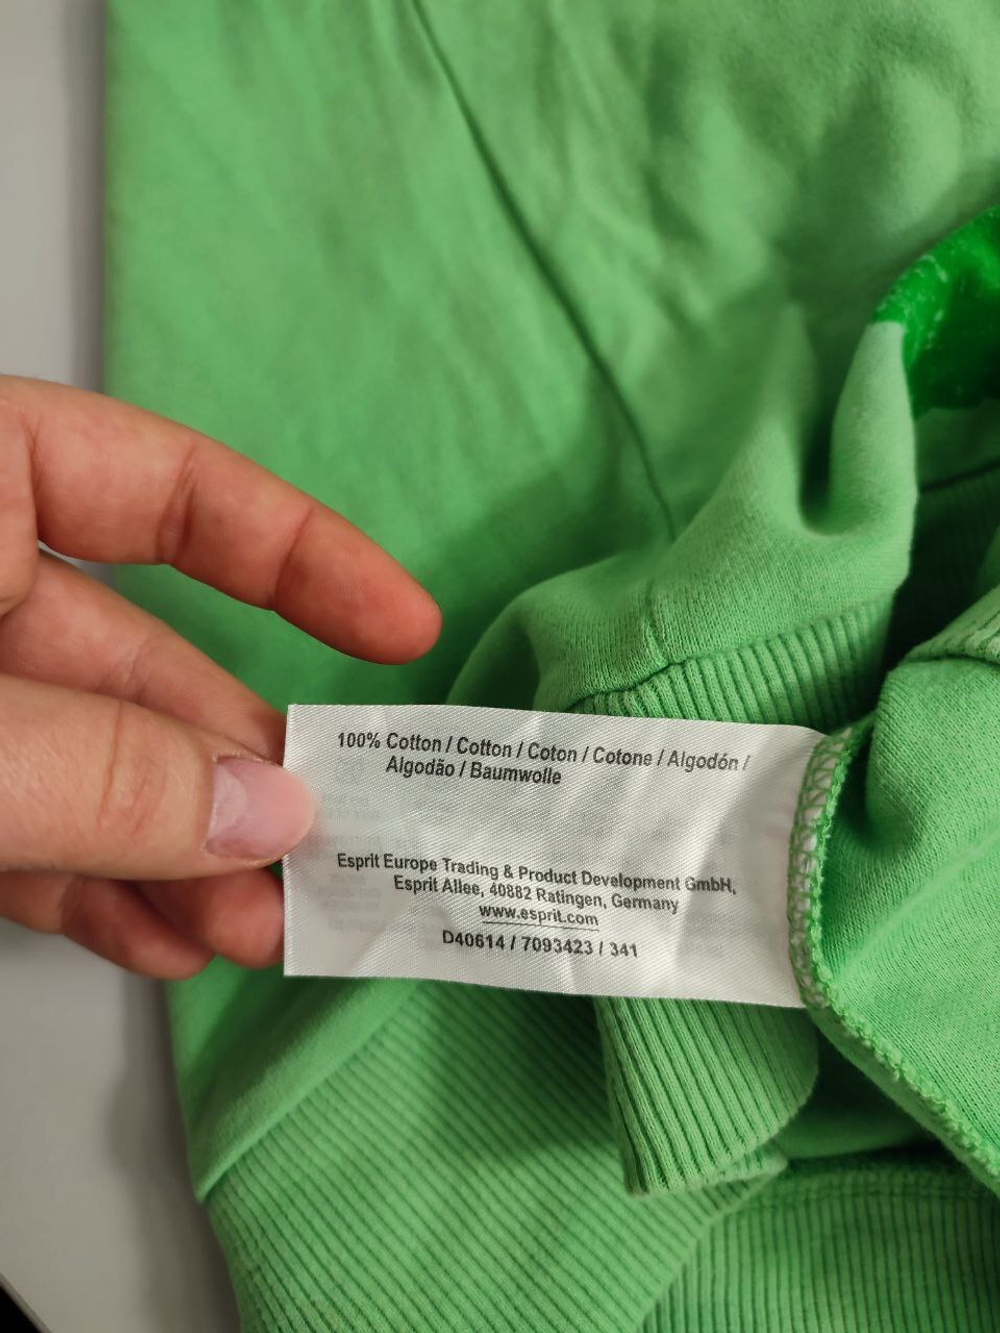 100% Cotton / Cotton / Coton / Cotone / Algodón /
Algodão / Baumwolle
Esprit Europe Trading & Product Development GmbH,
Esprit Allee, 40882 Ratingen, Germany
www.esprit.com
D40614 / 7093423 / 341